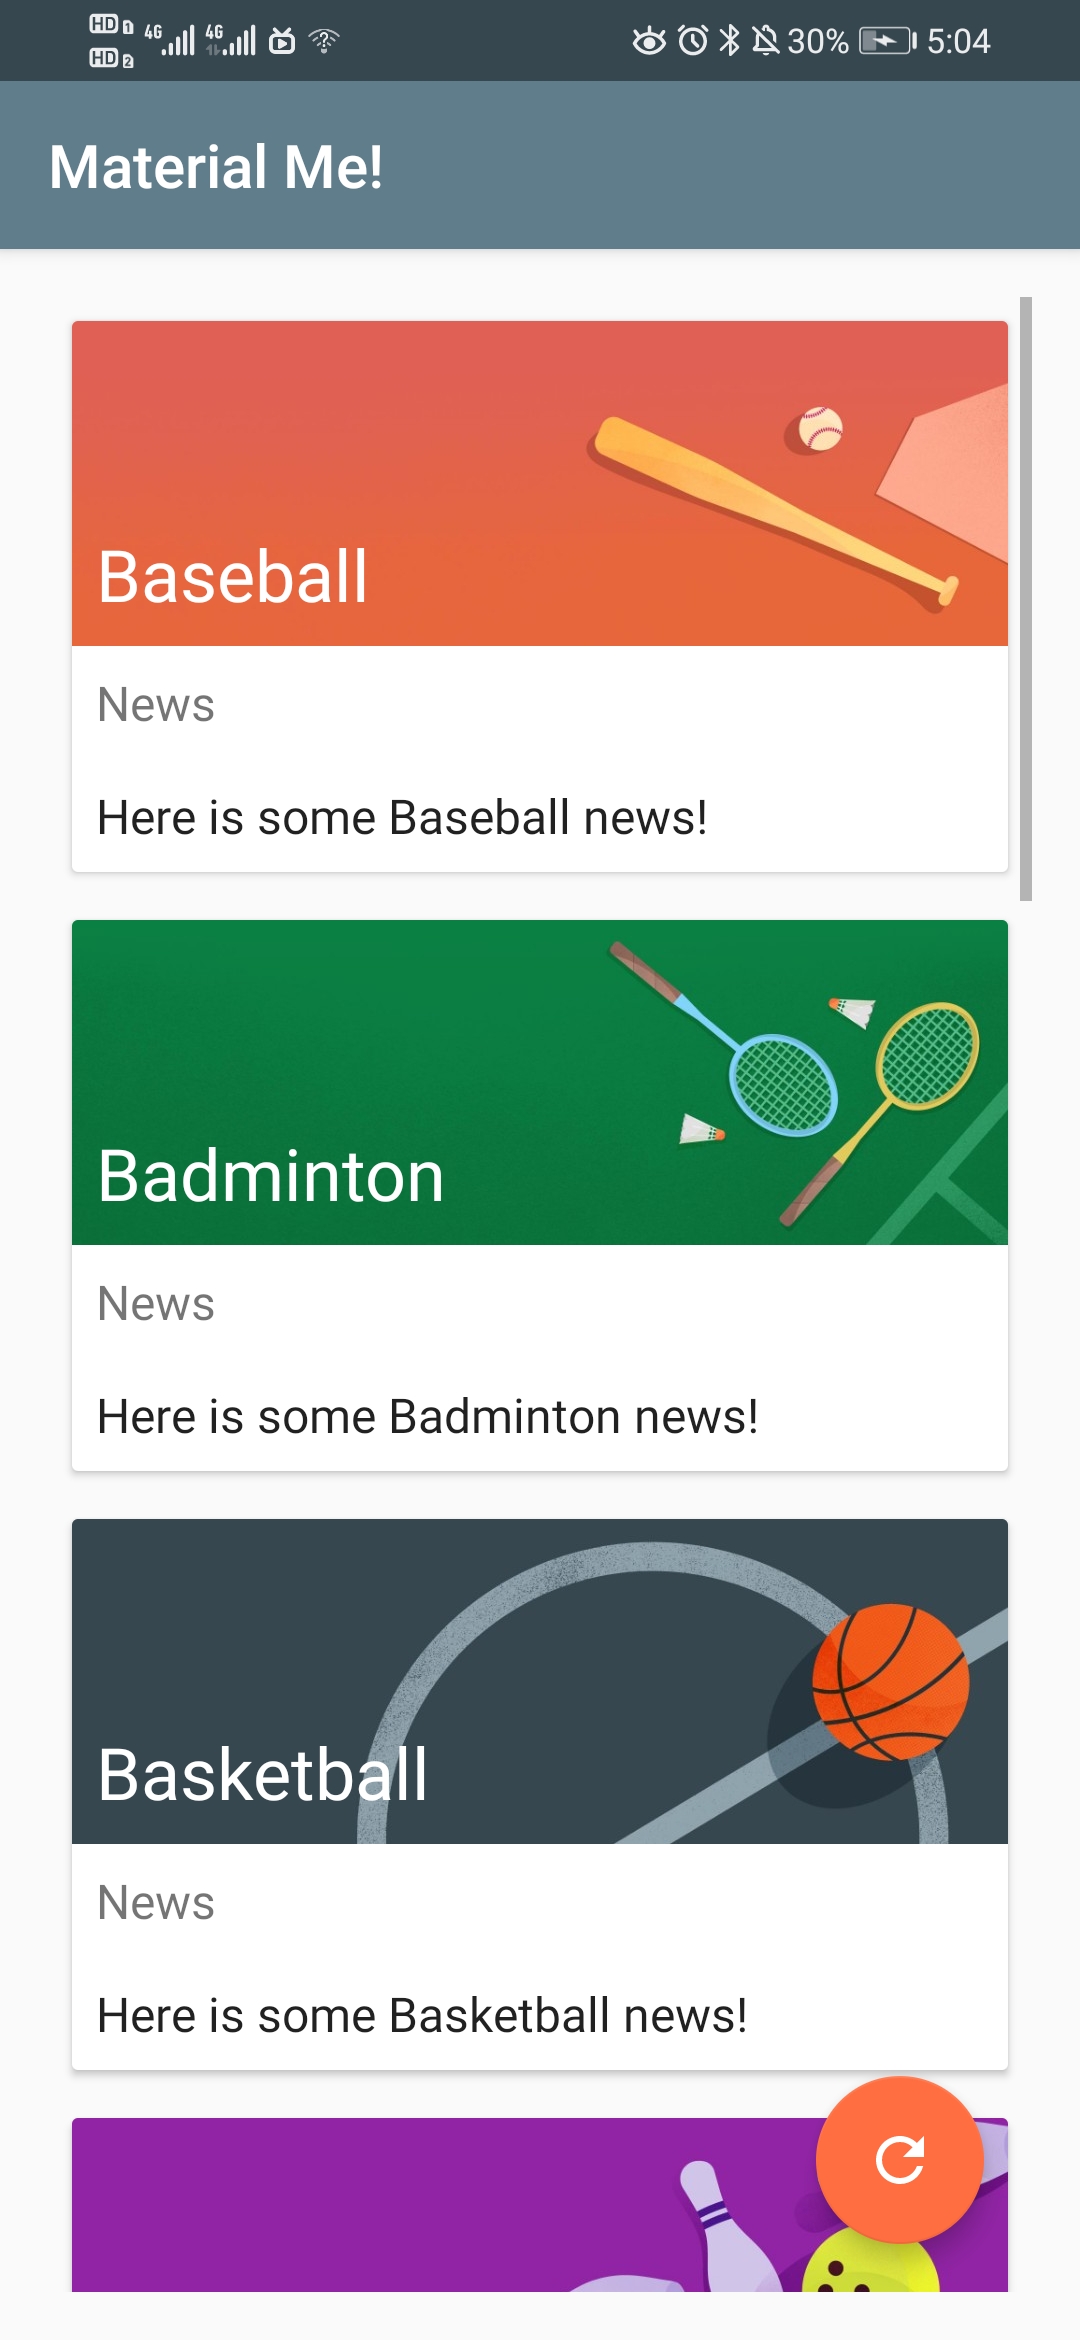 HD 1 4G 4G 30% 5:04
HD 2
Material Me!
Baseball
News
Here is some Baseball news!
Badminton
News
Here is some Badminton news!
Basketball
News
Here is some Basketball news!